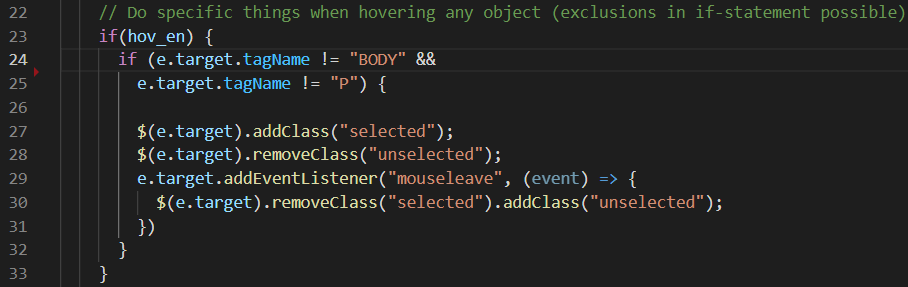 22 // Do specific things when hovering any object (exclusions in if-statement possible)
23 if(hov_en) {
24 if (e.target.tagName != "BODY" &&
25 e.target.tagName != "P") {
26
27 $(e.target).addClass("selected");
28 $(e.target).removeClass("unselected");
29 e.target.addEventListener("mouseleave", (event) => {
30 $(e.target).removeClass("selected").addClass("unselected");
31 })
32 }
33 }